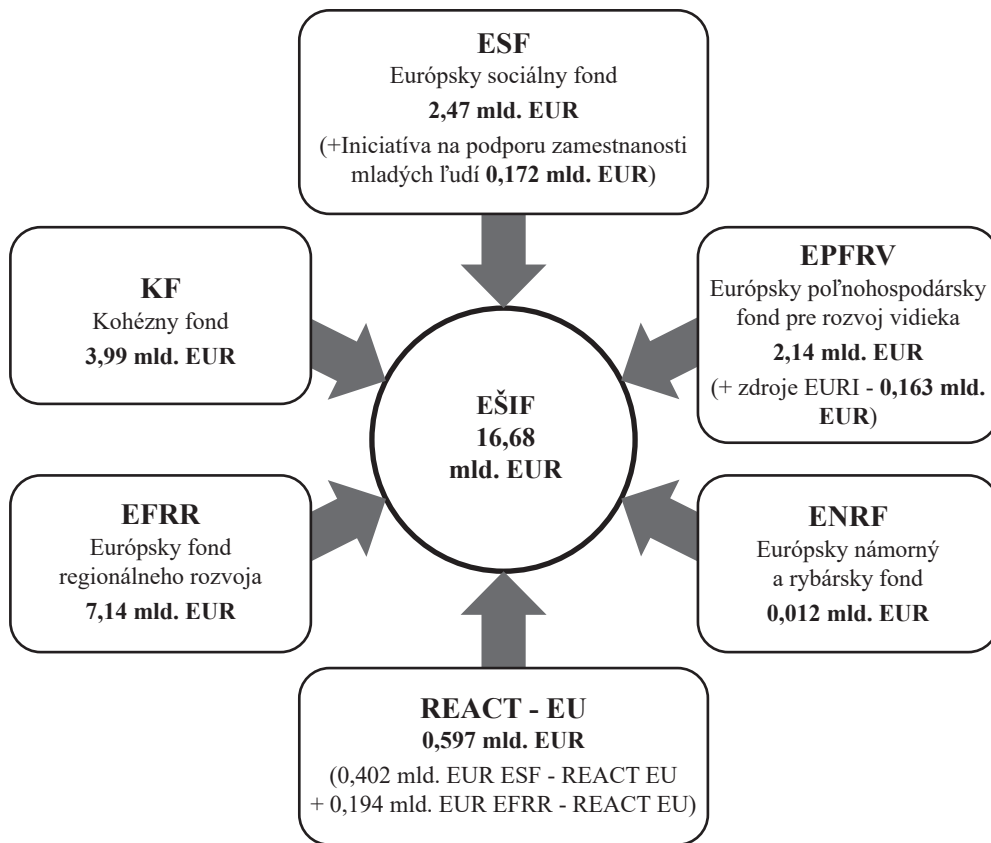 ESF
Európsky sociálny fond
2,47 mld. EUR
(+Iniciatíva na podporu zamestnanosti
mladých ľudí 0,172 mld. EUR)
KF
Kohézny fond
3,99 mld. EUR
EPFRV
Európsky poľnohospodársky
fond pre rozvoj vidieka
2,14 mld. EUR
(+ zdroje EURI - 0,163 mld.
EUR)
EŠIF
16,68
mld. EUR
EFRR
Európsky fond
regionálneho rozvoja
7,14 mld. EUR
ENRF
Európsky námorný
a rybársky fond
0,012 mld. EUR
REACT - EU
0,597 mld. EUR
(0,402 mld. EUR ESF - REACT EU
+ 0,194 mld. EUR EFRR - REACT EU)